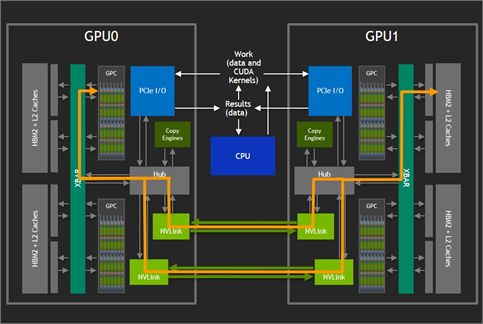 GPU0
GPU1
Work
(data and
CUDA
Kernels)
PCIe I/O
PCIe I/O
Results
(data)
GPC
GPC
HBM2 + L2 Caches
HBM2 + L2 Caches
Copy
Engines
Copy
Engines
CPU
XBAR
XBAR
Hub
Hub
HBM2 + L2 Caches
HBM2 + L2 Caches
GPC
GPC
NVLink
NVLink
NVLink
NVLink